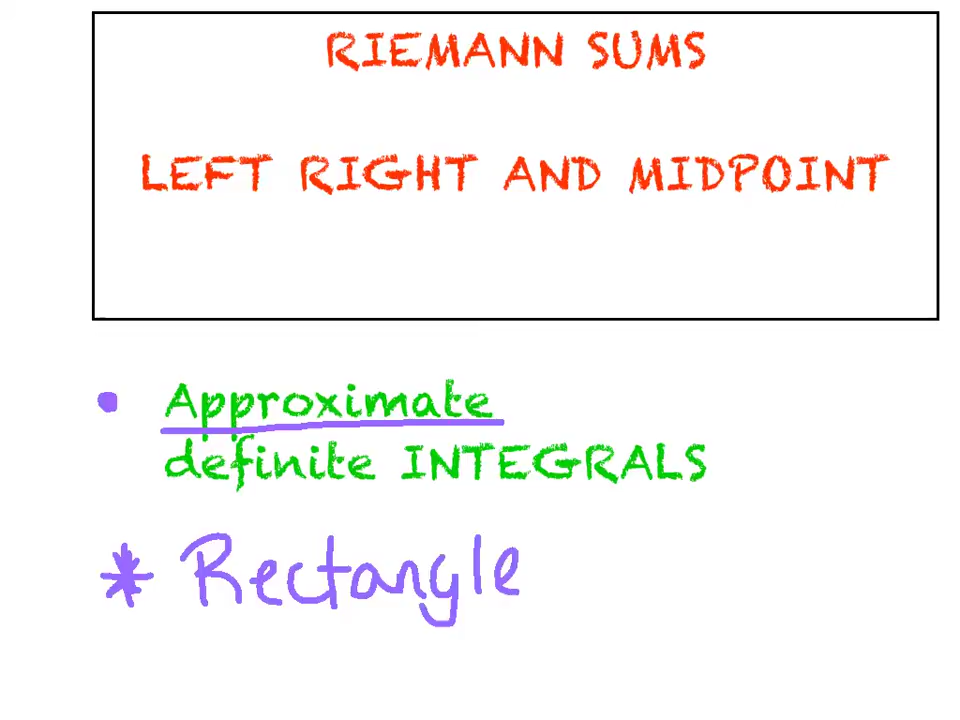 RIEMANN SUMS
LEFT RIGHT AND MIDPOINT
• Approximate
definite INTEGRALS
* Rectangle